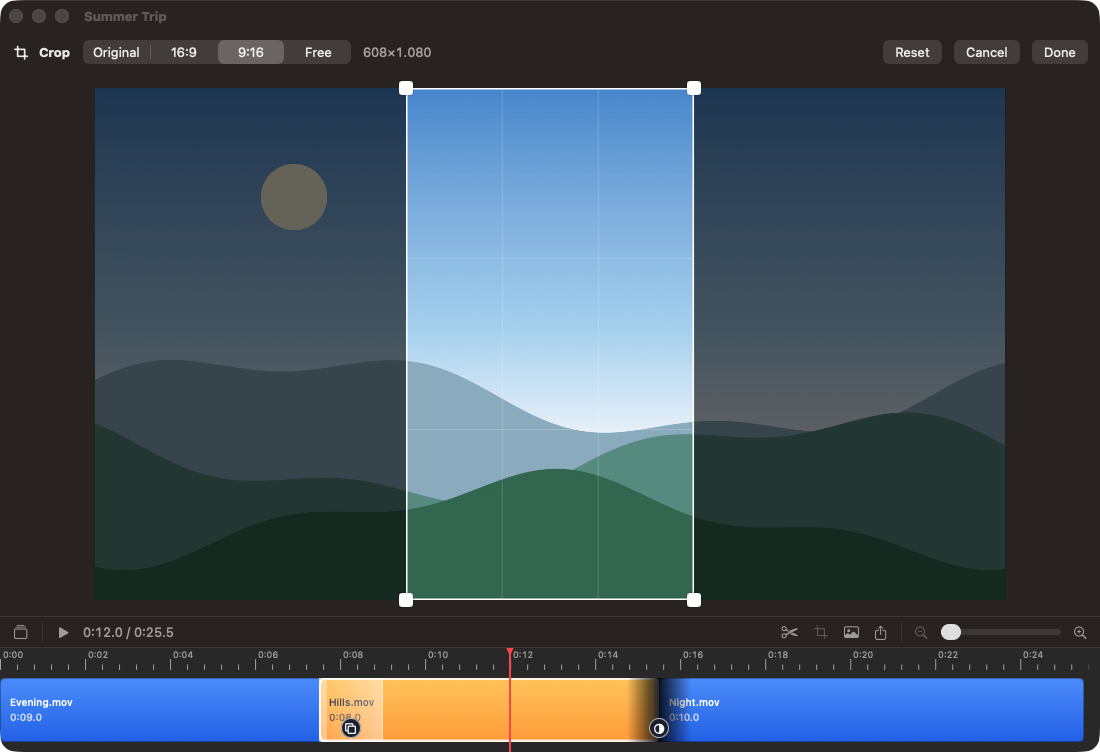 Summer Trip
Crop Original 16:9 9:16 Free 608×1.080 Reset Cancel Done
0:12.0 / 0:25.5
0:00 0:02 0:04 0:06 0:08 0:10 0:12 0:14 0:16 0:18 0:20 0:22 0:24
Evening.mov Hills.mov Night.mov
0:09.0 0:08.0 0:10.0